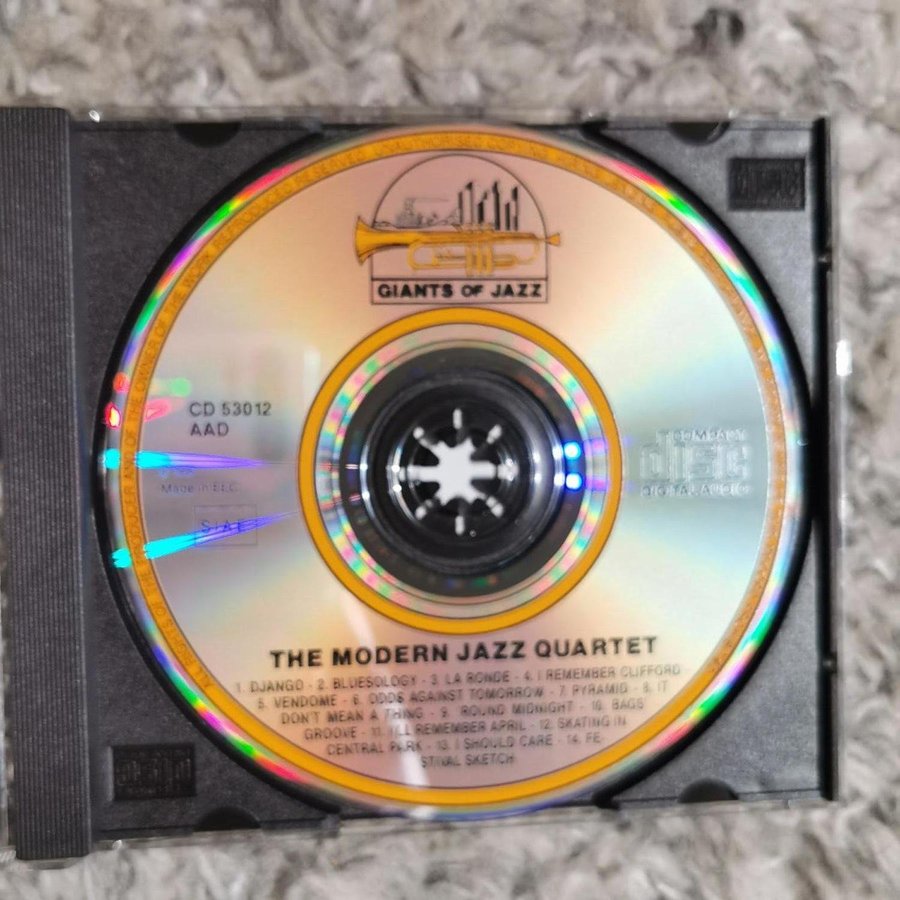 GIANTS OF JAZZ
CD 53012
AAD
Made in E.E.C.
S.I.A.E.
COMPACT
DISC
DIGITAL AUDIO
THE MODERN JAZZ QUARTET
1. DJANGO - 2. BLUESOLOGY - 3. LA RONDE - 4. I REMEMBER CLIFFORD -
5. VENDOME - 6. ODDS AGAINST TOMORROW - 7. PYRAMID - 8. IT
DON'T MEAN A THING - 9. 'ROUND MIDNIGHT - 10. BAGS'
GROOVE - 11. I'LL REMEMBER APRIL - 12. SKATING IN
CENTRAL PARK - 13. I SHOULD CARE - 14. FE-
STIVAL SKETCH